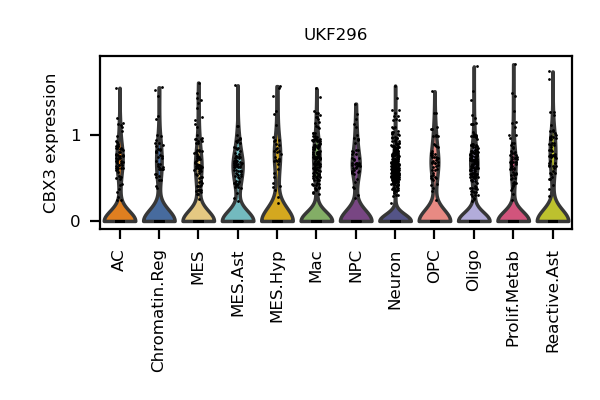 UKF296
CBX3 expression
1
0
AC
Chromatin.Reg
MES
MES.Ast
MES.Hyp
Mac
NPC
Neuron
OPC
Oligo
Prolif.Metab
Reactive.Ast